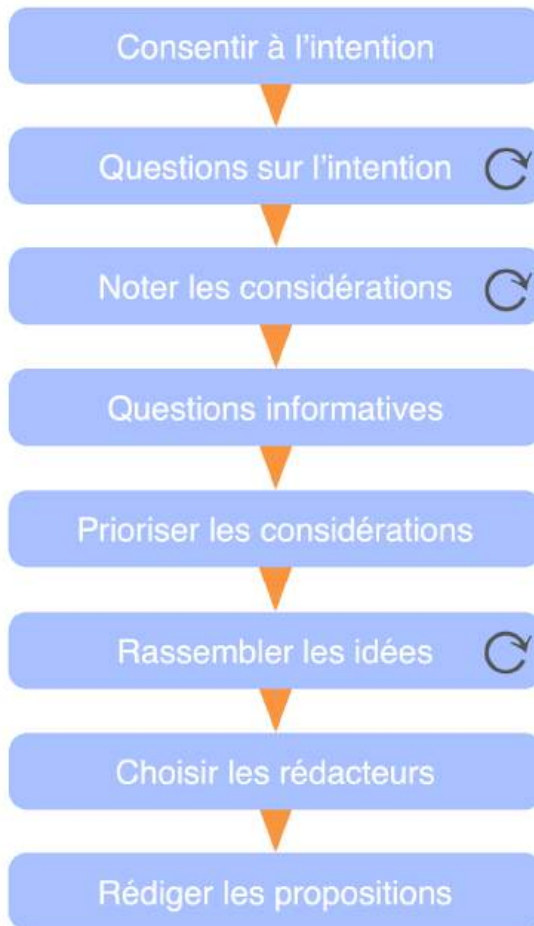 Consentir à l’intention
Questions sur l’intention
Noter les considérations
Questions informatives
Prioriser les considérations
Rassembler les idées
Choisir les rédacteurs
Rédiger les propositions